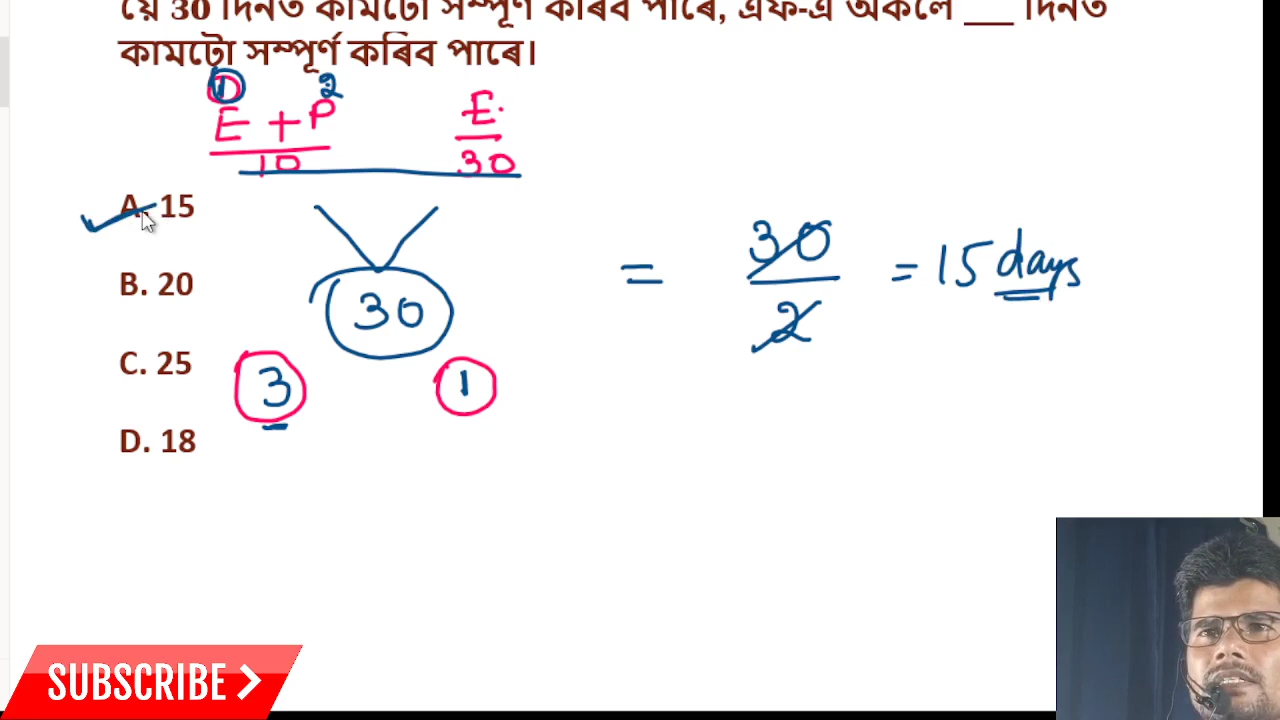 য়ে 30 দিনত কামটো সম্পূৰ্ণ কৰিব পাৰে, এফ-এ অকলে ___ দিনত
কামটো সম্পূৰ্ণ কৰিব পাৰে।
1 2
E + P E
10 30
A. 15
30 = 30/2 = 15 days
B. 20
C. 25
3 1
D. 18
SUBSCRIBE